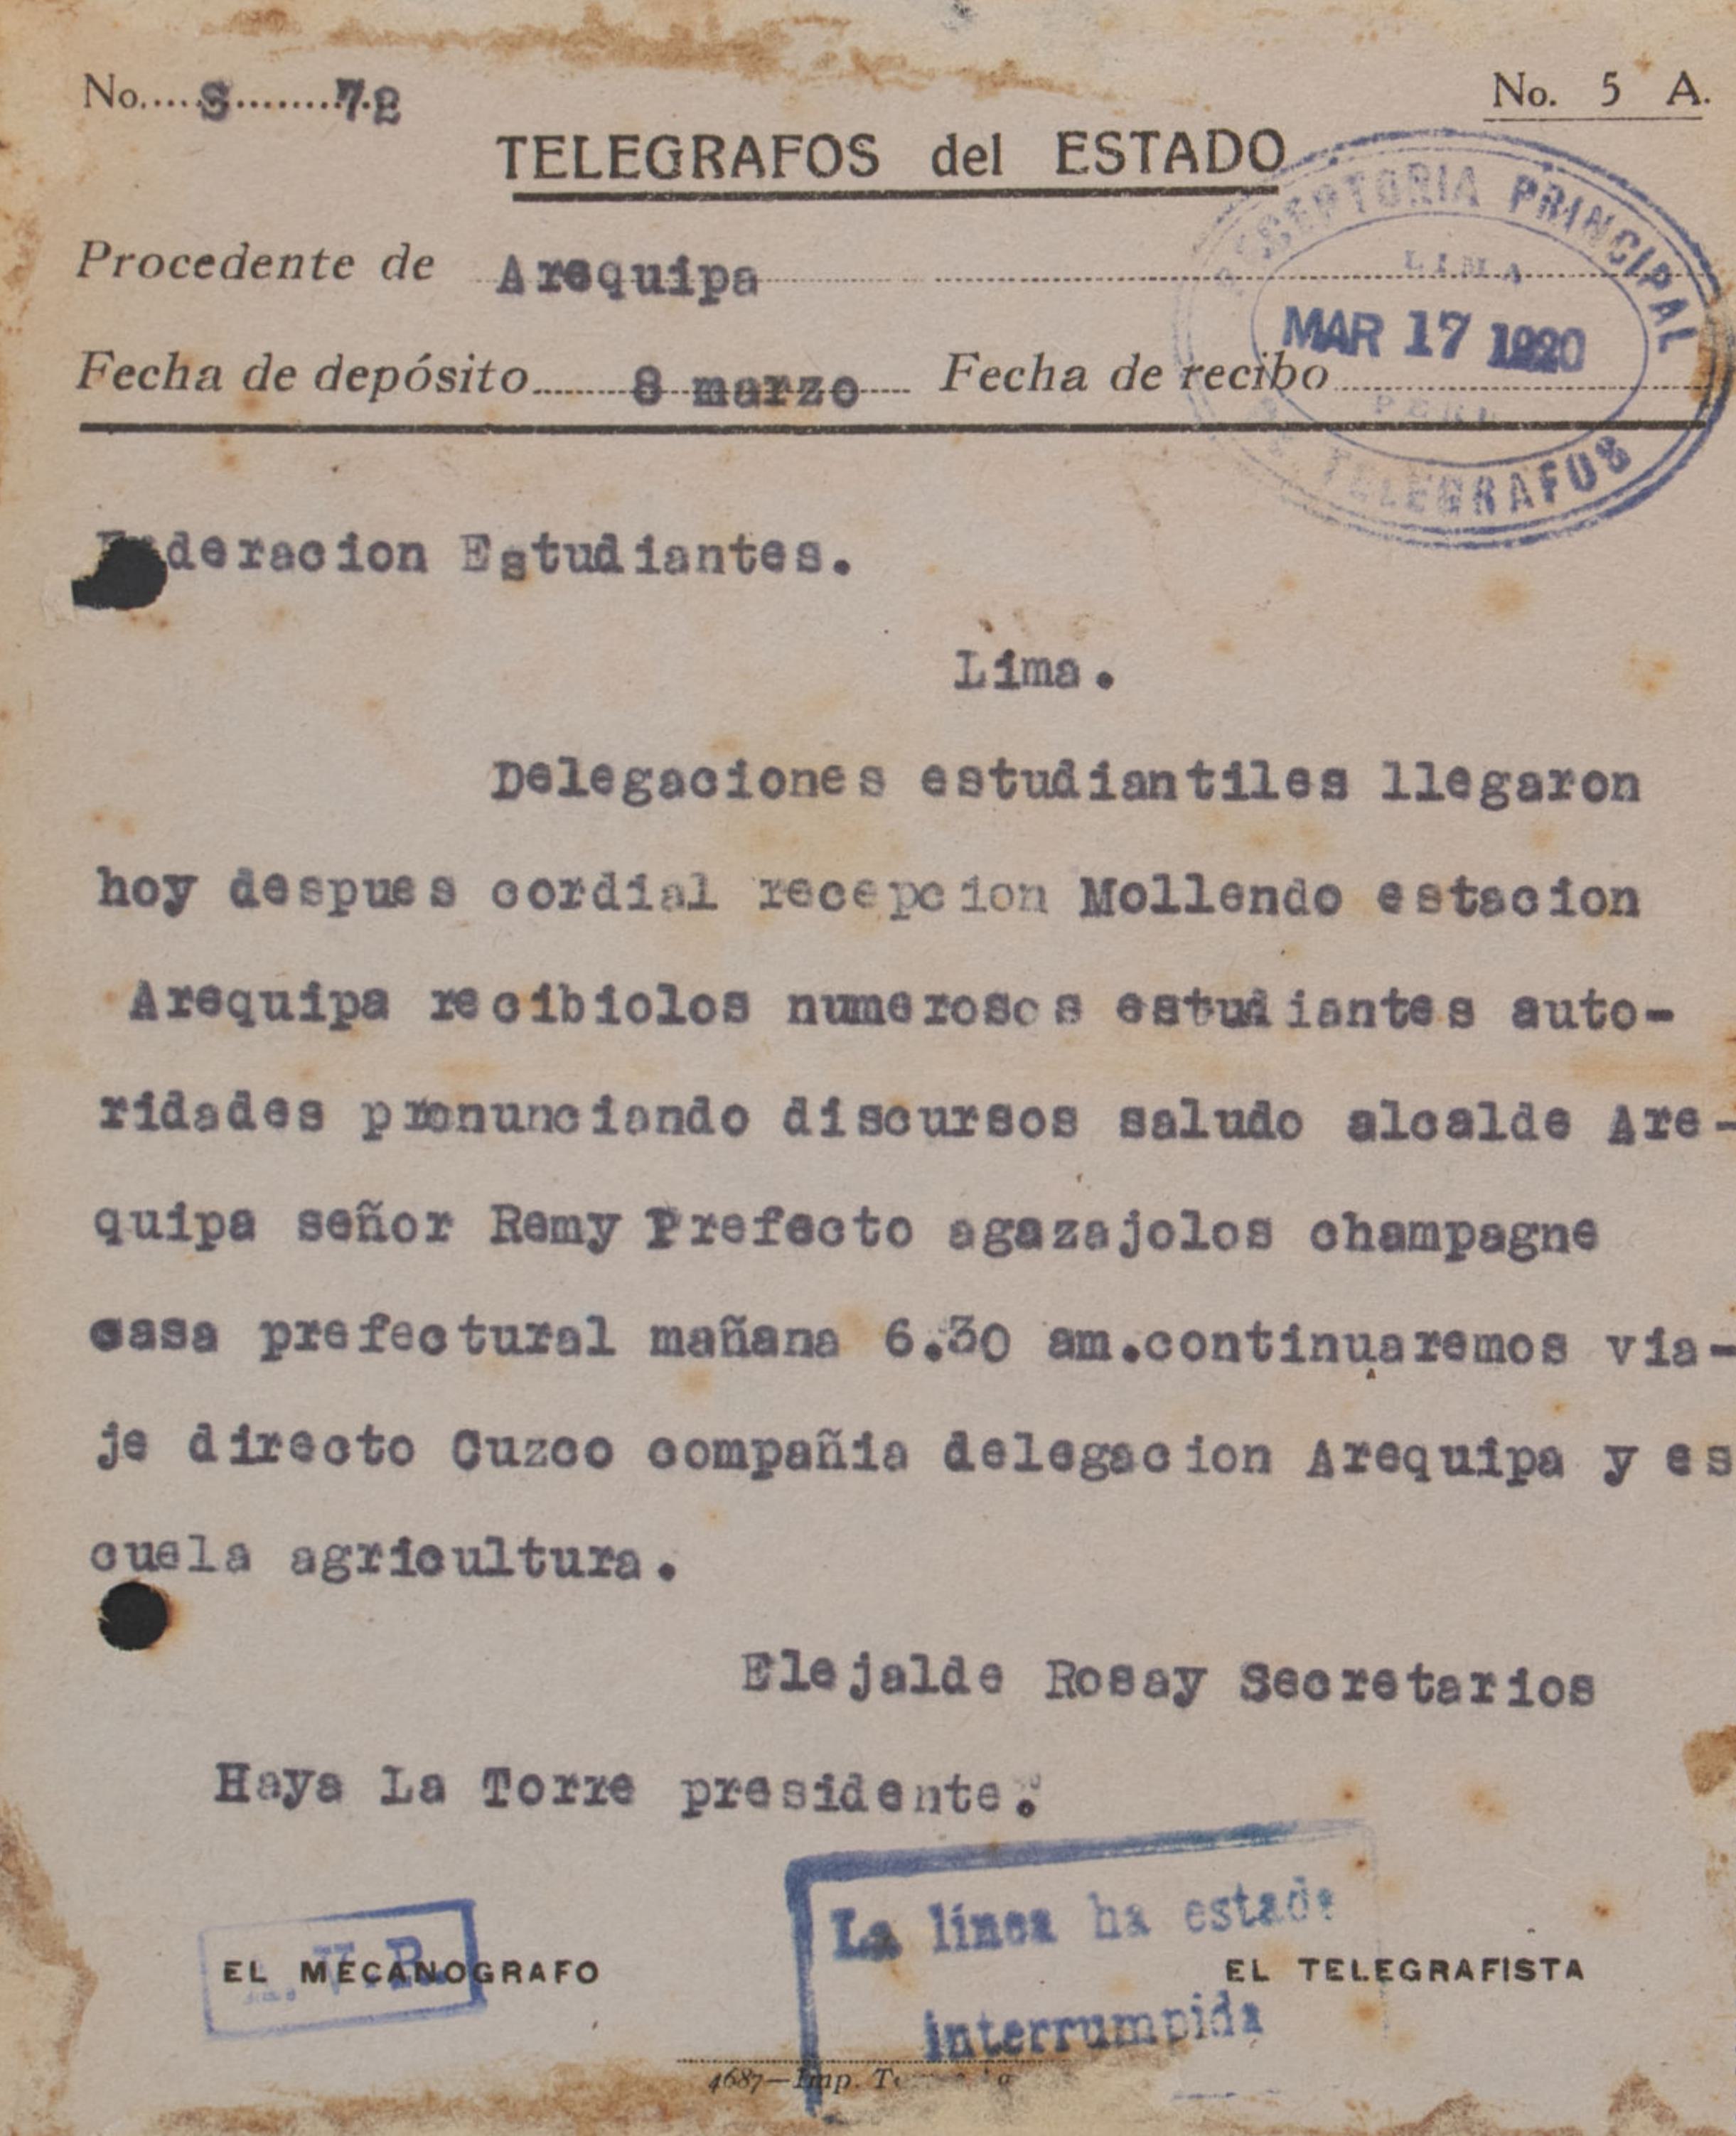 No.....S.........72
No. 5 A.
TELEGRAFOS del ESTADO
Procedente de Arequipa
RECEPTORIA PRINCIPAL
LIMA
MAR 17 1920
Fecha de depósito 8 marzo Fecha de recibo
PERU
TELEGRAFOS
Federacion Estudiantes.
Lima.
Delegaciones estudiantiles llegaron
hoy despues cordial recepcion Mollendo estacion
Arequipa recibiolos numerosos estudiantes auto-
ridades pronunciando discursos saludo alcalde Are-
quipa señor Remy Prefecto agazajolos champagne
casa prefectural mañana 6.30 am.continuaremos via-
je directo Cuzco compañia delegacion Arequipa y es
cuela agricultura.
Elejalde Rosay Secretarios
Haya La Torre presidente.
La línea ha estado
EL MECANOGRAFO
EL TELEGRAFISTA
interrumpida
4687—Imp.